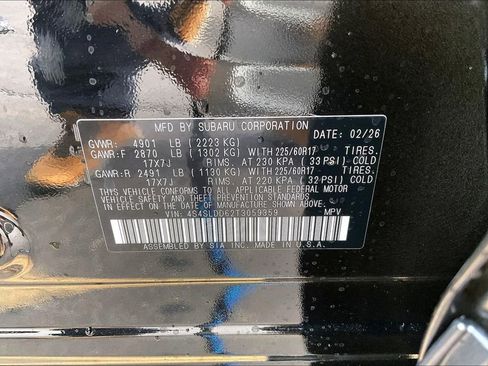 MFD BY SUBARU CORPORATION DATE: 02/26
GVWR: 4901 LB (2223 KG)
GAWR:F 2870 LB (1302 KG) WITH 225/60R17 TIRES.
17X7J RIMS. AT 230 KPA (33 PSI) COLD
GAWR:R 2491 LB (1130 KG) WITH 225/60R17 TIRES.
17X7J RIMS. AT 220 KPA (32 PSI) COLD
THIS VEHICLE CONFORMS TO ALL APPLICABLE FEDERAL MOTOR
VEHICLE SAFETY AND THEFT PREVENTION STANDARDS
IN EFFECT ON THE DATE OF MANUFACTURE SHOWN ABOVE.
VIN: 4S4SLDD62T3059859 MPV
ASSEMBLED BY SIA INC. MADE IN U.S.A.